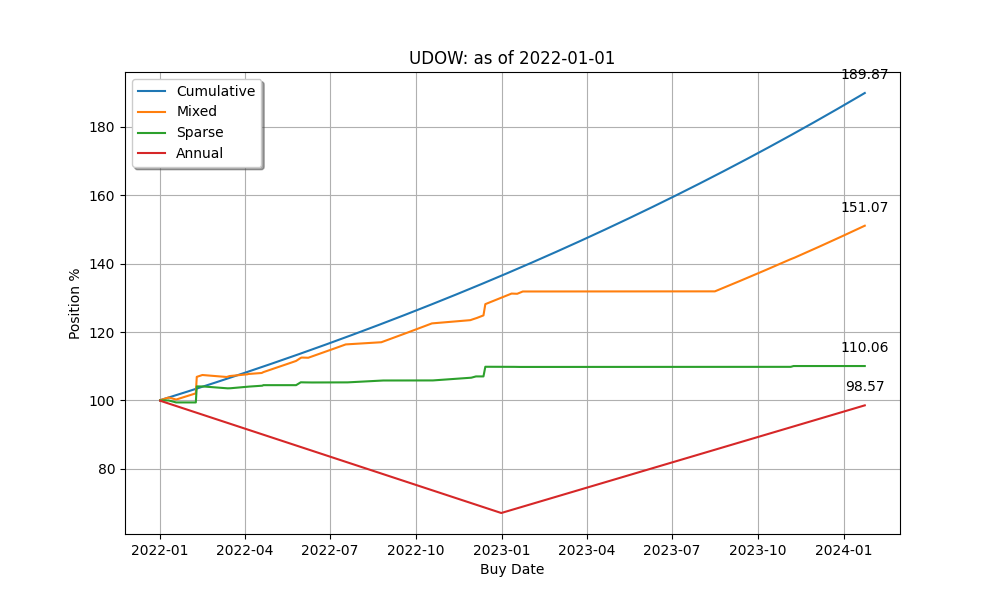 UDOW: as of 2022-01-01
189.87
Cumulative
Mixed
Sparse
Annual
180
160
151.07
140
Position %
120
110.06
100
98.57
80
2022-01 2022-04 2022-07 2022-10 2023-01 2023-04 2023-07 2023-10 2024-01
Buy Date